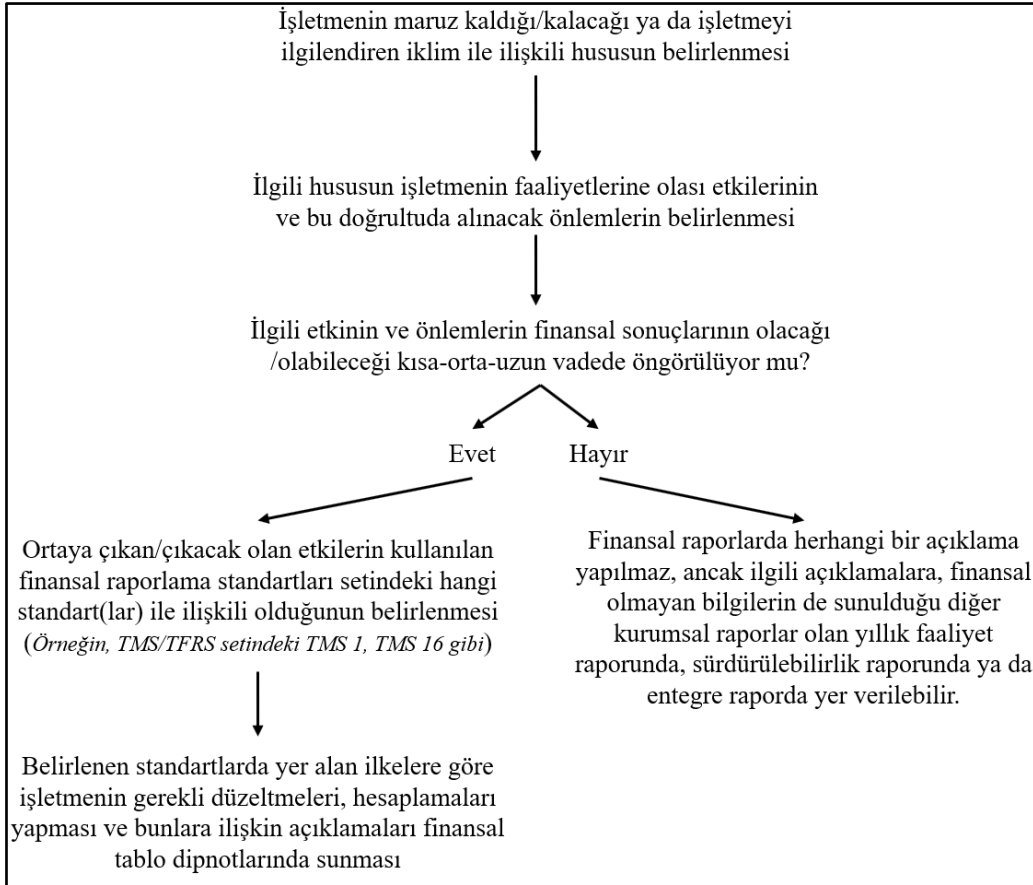 İşletmenin maruz kaldığı/kalacağı ya da işletmeyi
ilgilendiren iklim ile ilişkili hususun belirlenmesi
İlgili hususun işletmenin faaliyetlerine olası etkilerinin
ve bu doğrultuda alınacak önlemlerin belirlenmesi
İlgili etkinin ve önlemlerin finansal sonuçlarının olacağı
/olabileceği kısa-orta-uzun vadede öngörülüyor mu?
Evet
Hayır
Ortaya çıkan/çıkacak olan etkilerin kullanılan
finansal raporlama standartları setindeki hangi
standart(lar) ile ilişkili olduğunun belirlenmesi
(Örneğin, TMS/TFRS setindeki TMS 1, TMS 16 gibi)
Finansal raporlarda herhangi bir açıklama
yapılmaz, ancak ilgili açıklamalara, finansal
olmayan bilgilerin de sunulduğu diğer
kurumsal raporlar olan yıllık faaliyet
raporunda, sürdürülebilirlik raporunda ya da
entegre raporda yer verilebilir.
Belirlenen standartlarda yer alan ilkelere göre
işletmenin gerekli düzeltmeleri, hesaplamaları
yapması ve bunlara ilişkin açıklamaları finansal
tablo dipnotlarında sunması